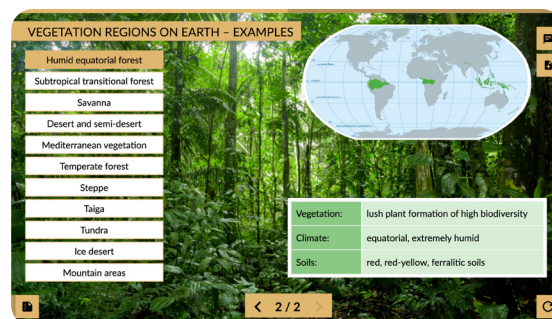 VEGETATION REGIONS ON EARTH – EXAMPLES
Humid equatorial forest
Subtropical transitional forest
Savanna
Desert and semi-desert
Mediterranean vegetation
Temperate forest
Steppe
Taiga
Tundra
Ice desert
Mountain areas
Vegetation: lush plant formation of high biodiversity
Climate: equatorial, extremely humid
Soils: red, red-yellow, ferralitic soils
2 / 2